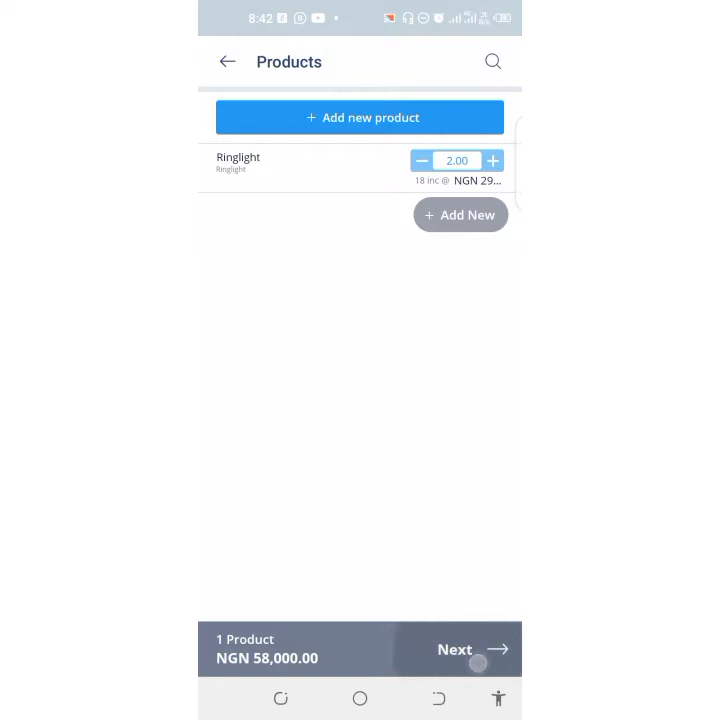 8:42
Products
+ Add new product
Ringlight
Ringlight
2.00
18 inc @ NGN 29...
+ Add New
1 Product
NGN 58,000.00
Next